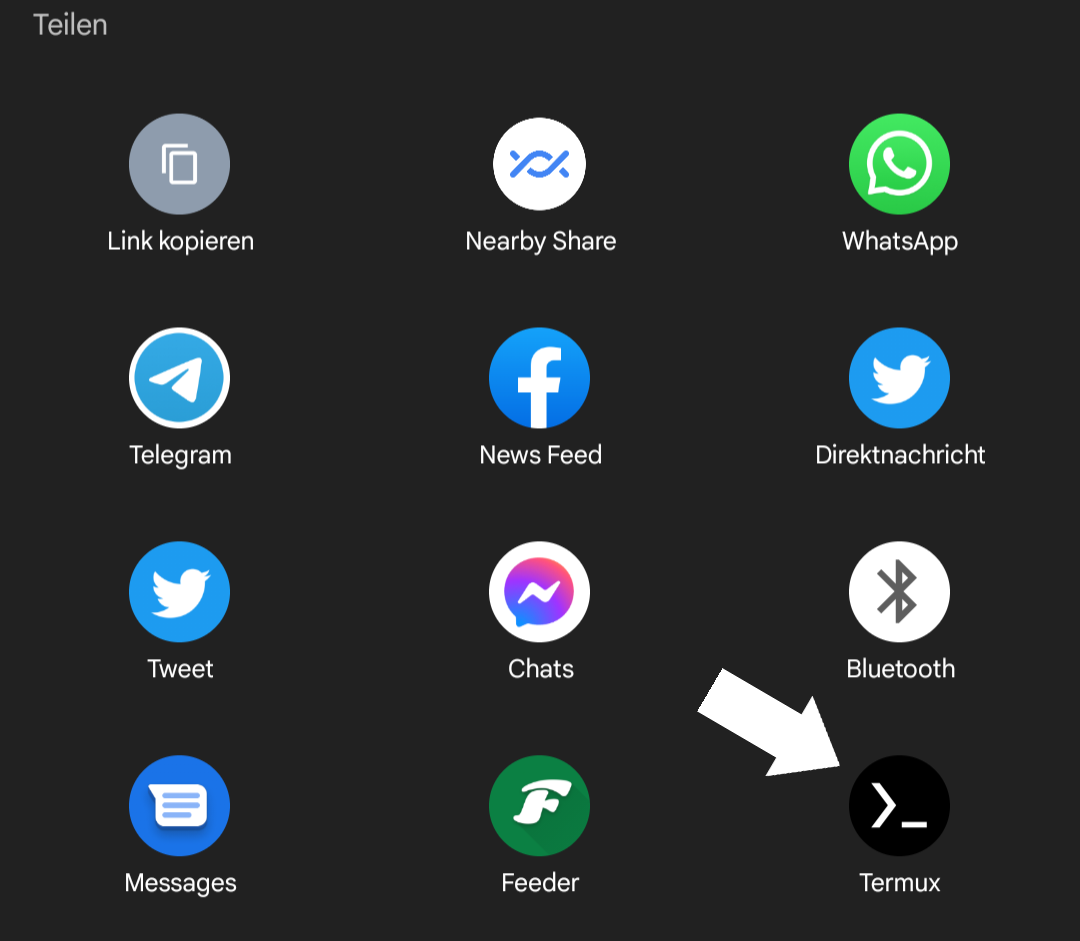 Teilen
Link kopieren
Nearby Share
WhatsApp
Telegram
News Feed
Direktnachricht
Tweet
Chats
Bluetooth
Messages
Feeder
Termux